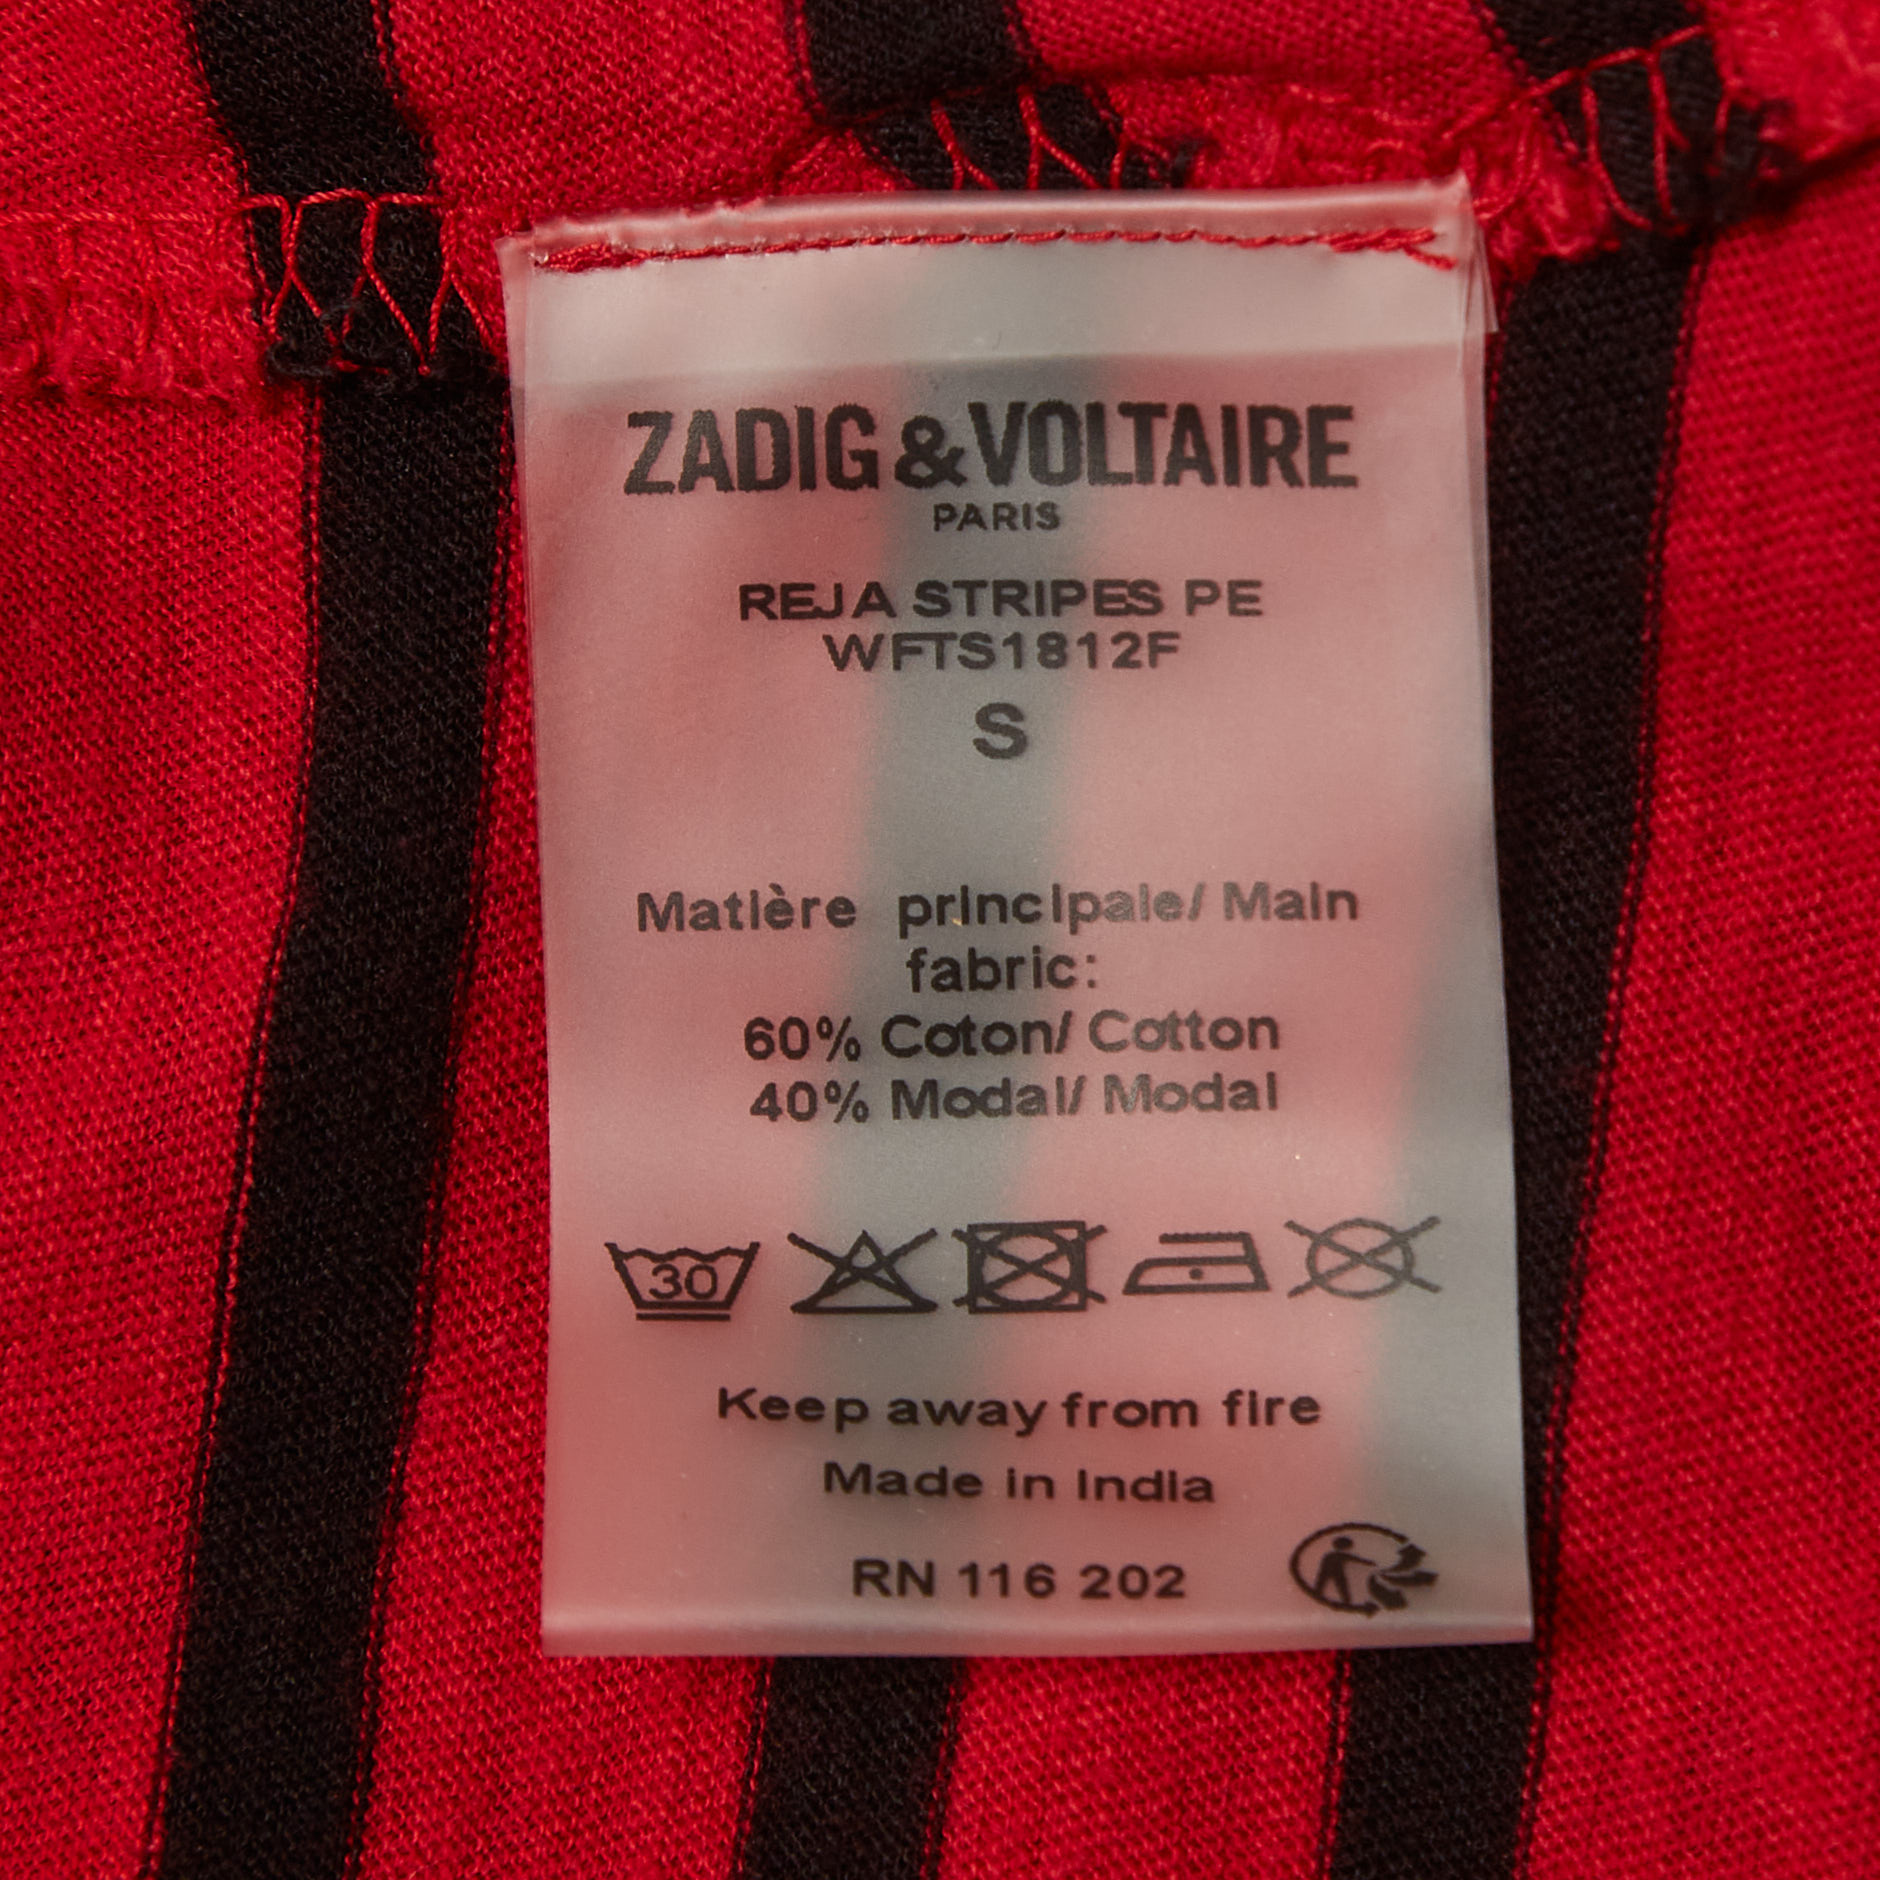 ZADIG&VOLTAIRE
PARIS
REJA STRIPES PE
WFTS1812F
S
Matière principale/ Main
fabric:
60% Coton/ Cotton
40% Modal/ Modal
30
Keep away from fire
Made in India
RN 116 202